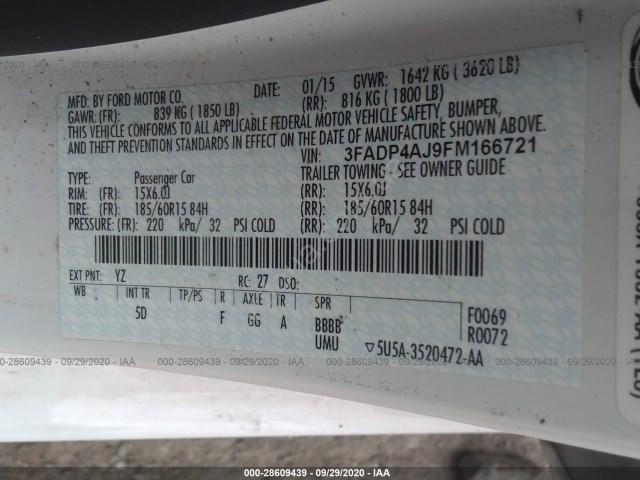 000-28609439 - 09/29/2020 - IAA
MFD. BY FORD MOTOR CO. DATE: 01/15 GVWR: 1642 KG ( 3620 LB)
GAWR: (FR) 839 KG ( 1850 LB) (RR): 816 KG ( 1800 LB)
THIS VEHICLE CONFORMS TO ALL APPLICABLE FEDERAL MOTOR VEHICLE SAFETY, BUMPER,
AND THEFT PREVENTION STANDARDS IN EFFECT ON THE DATE OF MANUFACTURE SHOWN ABOVE.
VIN: 3FADP4AJ9FM166721
TYPE: Passenger Car TRAILER TOWING - SEE OWNER GUIDE
RIM: (FR) 15X6.0J (RR): 15X6.0J
TIRE: (FR) 185/60R15 84H (RR): 185/60R15 84H
PRESSURE: (FR) 220 kPa/ 32 PSI COLD (RR): 220 kPa/ 32 PSI COLD
EXT PNT: YZ RC: 27 DSO:
WB INT TR TP/PS R AXLE TR SPR
5D F GG A BBBB F0069
UMU R0072
▽5U5A-3520472-AA
000-28609439 - 09/29/2020 - IAA